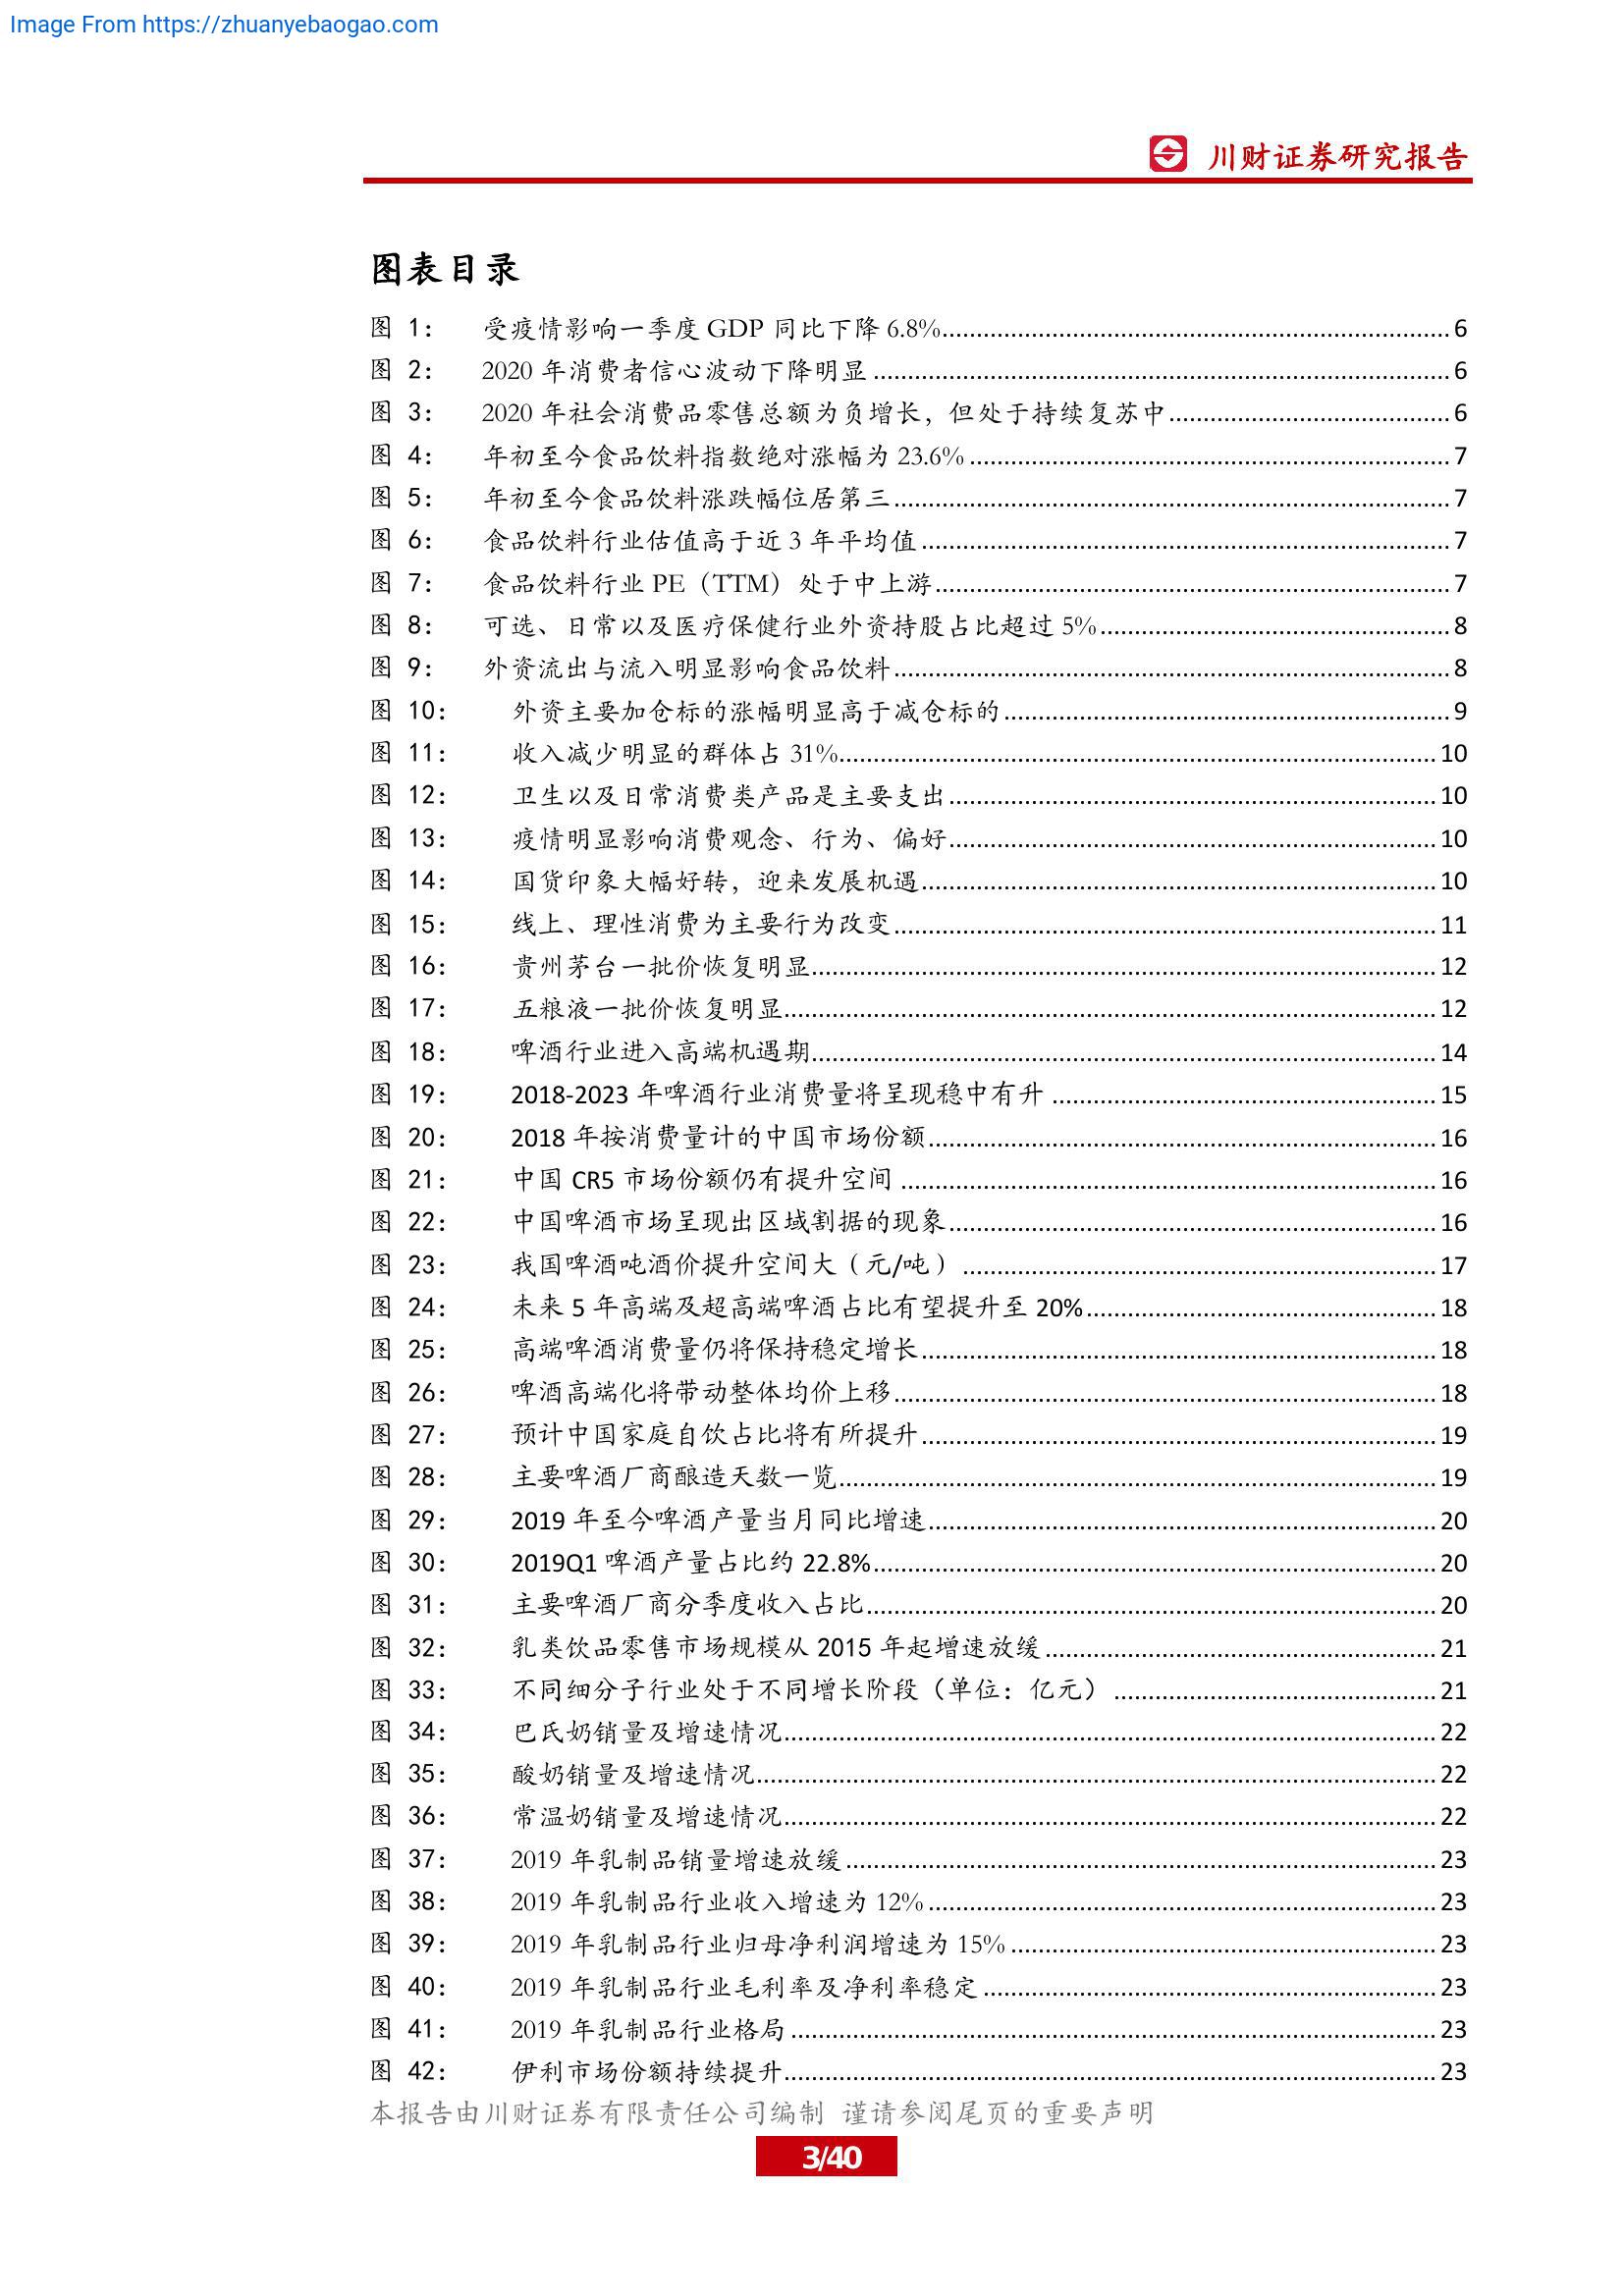 Image From https://zhuanyebaogao.com
川财证券研究报告
图表目录
图 1： 受疫情影响一季度 GDP 同比下降 6.8%........ 6
图 2： 2020 年消费者信心波动下降明显 ........ 6
图 3： 2020 年社会消费品零售总额为负增长，但处于持续复苏中 ........ 6
图 4： 年初至今食品饮料指数绝对涨幅为 23.6% ........ 7
图 5： 年初至今食品饮料涨跌幅位居第三 ........ 7
图 6： 食品饮料行业估值高于近 3 年平均值 ........ 7
图 7： 食品饮料行业 PE（TTM）处于中上游 ........ 7
图 8： 可选、日常以及医疗保健行业外资持股占比超过 5% ........ 8
图 9： 外资流出与流入明显影响食品饮料 ........ 8
图 10： 外资主要加仓标的涨幅明显高于减仓标的 ........ 9
图 11： 收入减少明显的群体占 31% ........ 10
图 12： 卫生以及日常消费类产品是主要支出 ........ 10
图 13： 疫情明显影响消费观念、行为、偏好 ........ 10
图 14： 国货印象大幅好转，迎来发展机遇 ........ 10
图 15： 线上、理性消费为主要行为改变 ........ 11
图 16： 贵州茅台一批价恢复明显 ........ 12
图 17： 五粮液一批价恢复明显 ........ 12
图 18： 啤酒行业进入高端机遇期 ........ 14
图 19： 2018-2023 年啤酒行业消费量将呈现稳中有升 ........ 15
图 20： 2018 年按消费量计的中国市场份额 ........ 16
图 21： 中国 CR5 市场份额仍有提升空间 ........ 16
图 22： 中国啤酒市场呈现出区域割据的现象 ........ 16
图 23： 我国啤酒吨酒价提升空间大（元/吨） ........ 17
图 24： 未来 5 年高端及超高端啤酒占比有望提升至 20% ........ 18
图 25： 高端啤酒消费量仍将保持稳定增长 ........ 18
图 26： 啤酒高端化将带动整体均价上移 ........ 18
图 27： 预计中国家庭自饮占比将有所提升 ........ 19
图 28： 主要啤酒厂商酿造天数一览 ........ 19
图 29： 2019 年至今啤酒产量当月同比增速 ........ 20
图 30： 2019Q1 啤酒产量占比约 22.8% ........ 20
图 31： 主要啤酒厂商分季度收入占比 ........ 20
图 32： 乳类饮品零售市场规模从 2015 年起增速放缓 ........ 21
图 33： 不同细分子行业处于不同增长阶段（单位：亿元） ........ 21
图 34： 巴氏奶销量及增速情况 ........ 22
图 35： 酸奶销量及增速情况 ........ 22
图 36： 常温奶销量及增速情况 ........ 22
图 37： 2019 年乳制品销量增速放缓 ........ 23
图 38： 2019 年乳制品行业收入增速为 12% ........ 23
图 39： 2019 年乳制品行业归母净利润增速为 15% ........ 23
图 40： 2019 年乳制品行业毛利率及净利率稳定 ........ 23
图 41： 2019 年乳制品行业格局 ........ 23
图 42： 伊利市场份额持续提升 ........ 23
本报告由川财证券有限责任公司编制 谨请参阅尾页的重要声明
3/40